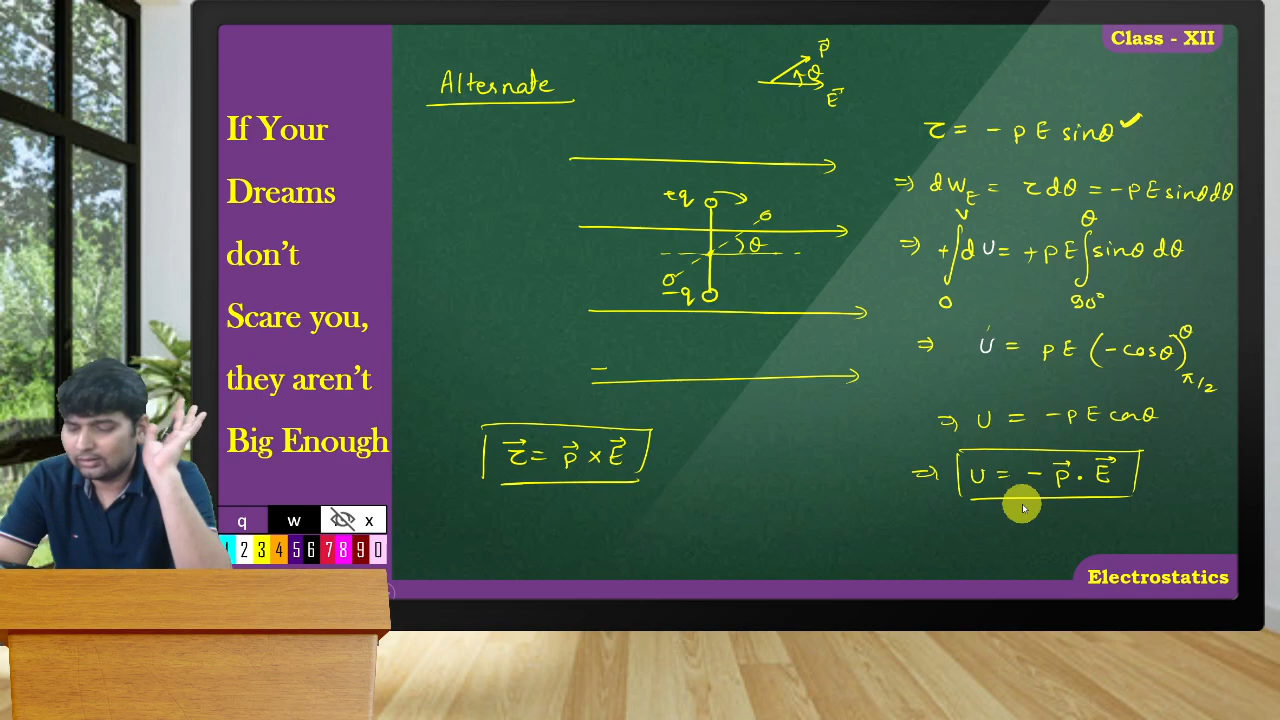 Class - XII
If Your
Dreams
don't
Scare you,
they aren't
Big Enough
q w x
1 2 3 4 5 6 7 8 9 0
Alternate
P⃗
θ
E⃗
+q
θ
-q
τ⃗ = p⃗ × E⃗
τ = - p E sinθ ✓
⇒ dW_E = τ dθ = -p E sinθ dθ
⇒ +∫₀^U dU = + p E ∫_{90°}^θ sinθ dθ
⇒ U = p E (-cosθ)_{π/2}^θ
⇒ U = - p E cosθ
⇒ U = - p⃗ · E⃗
Electrostatics